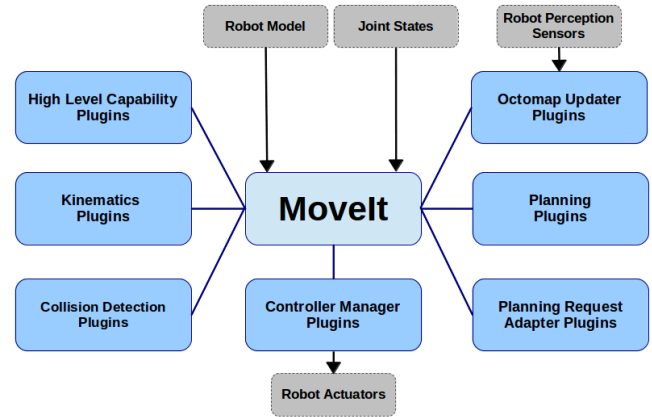 Robot Model
Joint States
Robot Perception
Sensors
High Level Capability
Plugins
Octomap Updater
Plugins
Kinematics
Plugins
MoveIt
Planning
Plugins
Collision Detection
Plugins
Controller Manager
Plugins
Planning Request
Adapter Plugins
Robot Actuators